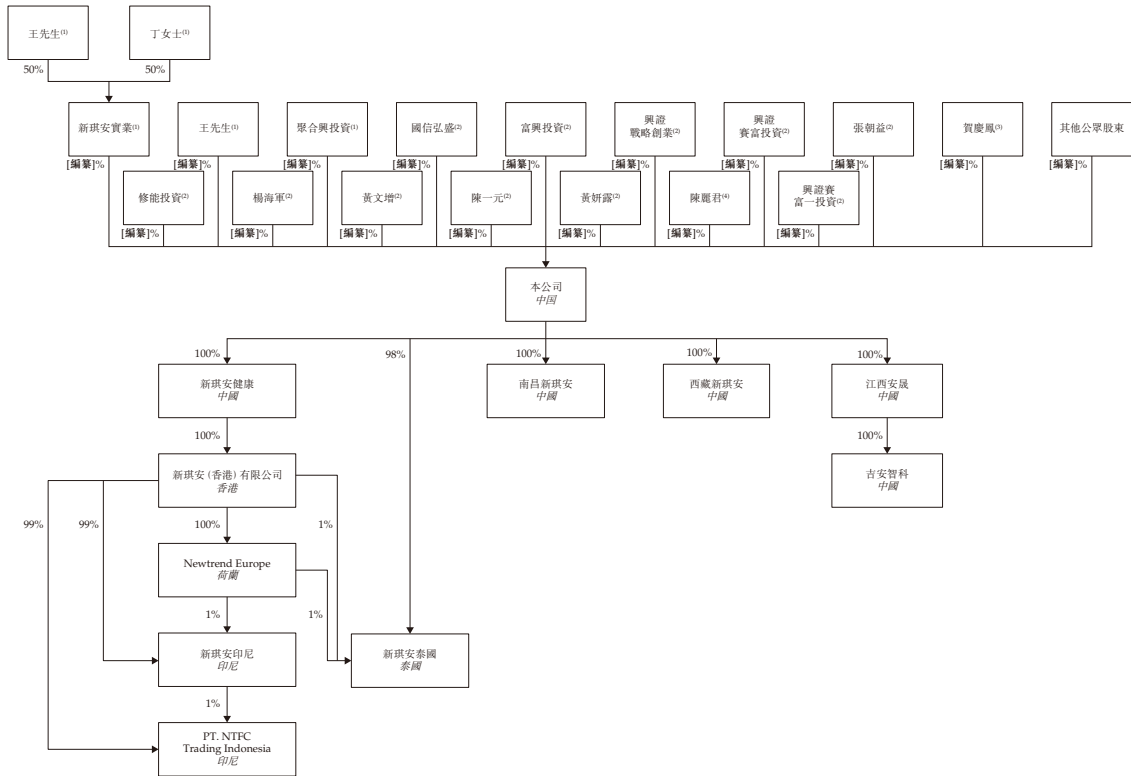 王先生(1)
丁女士(1)
50%
50%
新琪安實業(1)
王先生(1)
聚合興投資(1)
國信弘盛(2)
富興投資(2)
興證
戰略創業(2)
興證
賽富投資(2)
張朝益(2)
賀慶鳳(3)
其他公眾股東
[編纂]%
[編纂]%
[編纂]%
[編纂]%
[編纂]%
[編纂]%
[編纂]%
[編纂]%
[編纂]%
[編纂]%
修能投資(2)
楊海軍(2)
黃文增(2)
陳一元(2)
黃妍露(2)
陳麗君(4)
興證賽
富一投資(2)
[編纂]%
[編纂]%
[編纂]%
[編纂]%
[編纂]%
[編纂]%
[編纂]%
本公司
中国
100%
98%
100%
100%
100%
新琪安健康
中國
南昌新琪安
中國
西藏新琪安
中國
江西安晟
中國
100%
100%
新琪安 (香港) 有限公司
香港
吉安智科
中國
99%
99%
100%
1%
Newtrend Europe
荷蘭
1%
1%
新琪安印尼
印尼
新琪安泰國
泰國
1%
PT. NTFC
Trading Indonesia
印尼